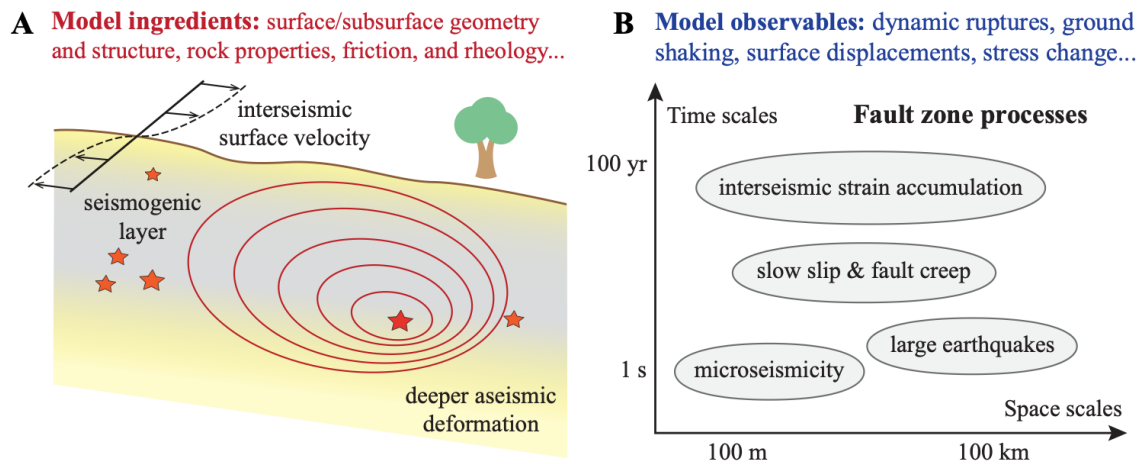 A Model ingredients: surface/subsurface geometry
and structure, rock properties, friction, and rheology...
interseismic
surface velocity
seismogenic
layer
deeper aseismic
deformation
B Model observables: dynamic ruptures, ground
shaking, surface displacements, stress change...
Time scales
Fault zone processes
100 yr
interseismic strain accumulation
slow slip & fault creep
large earthquakes
1 s
microseismicity
Space scales
100 m
100 km